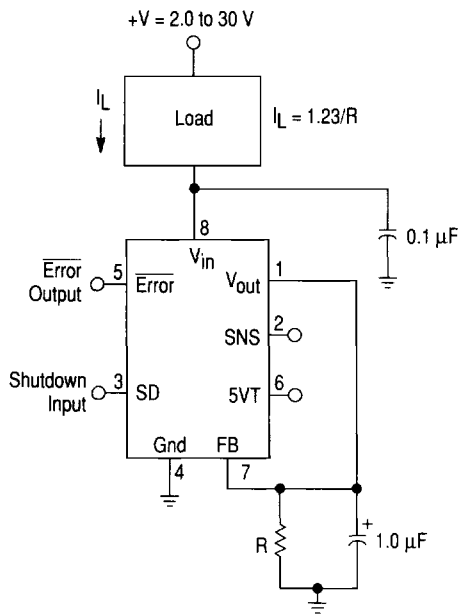 +V = 2.0 to 30 V
I_L
Load
I_L = 1.23/R
8
0.1 μF
V_in
Error
Output
5
Error
V_out
1
SNS
2
Shutdown
Input
3
SD
5VT
6
Gnd
FB
4
7
R
+
1.0 μF